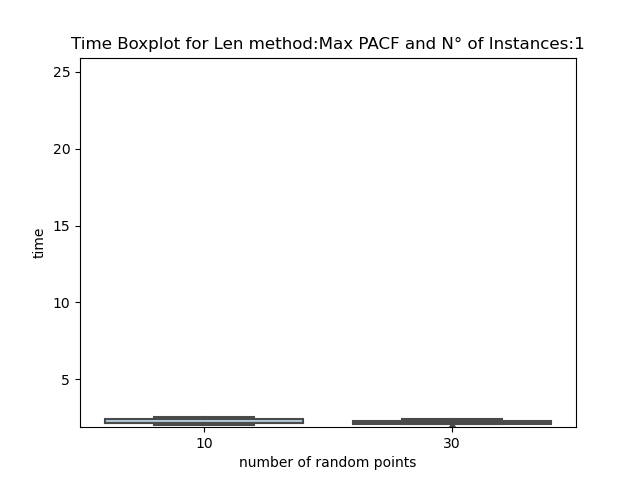 Time Boxplot for Len method:Max PACF and N° of Instances:1
25
20
15
10
5
time
10 30
number of random points